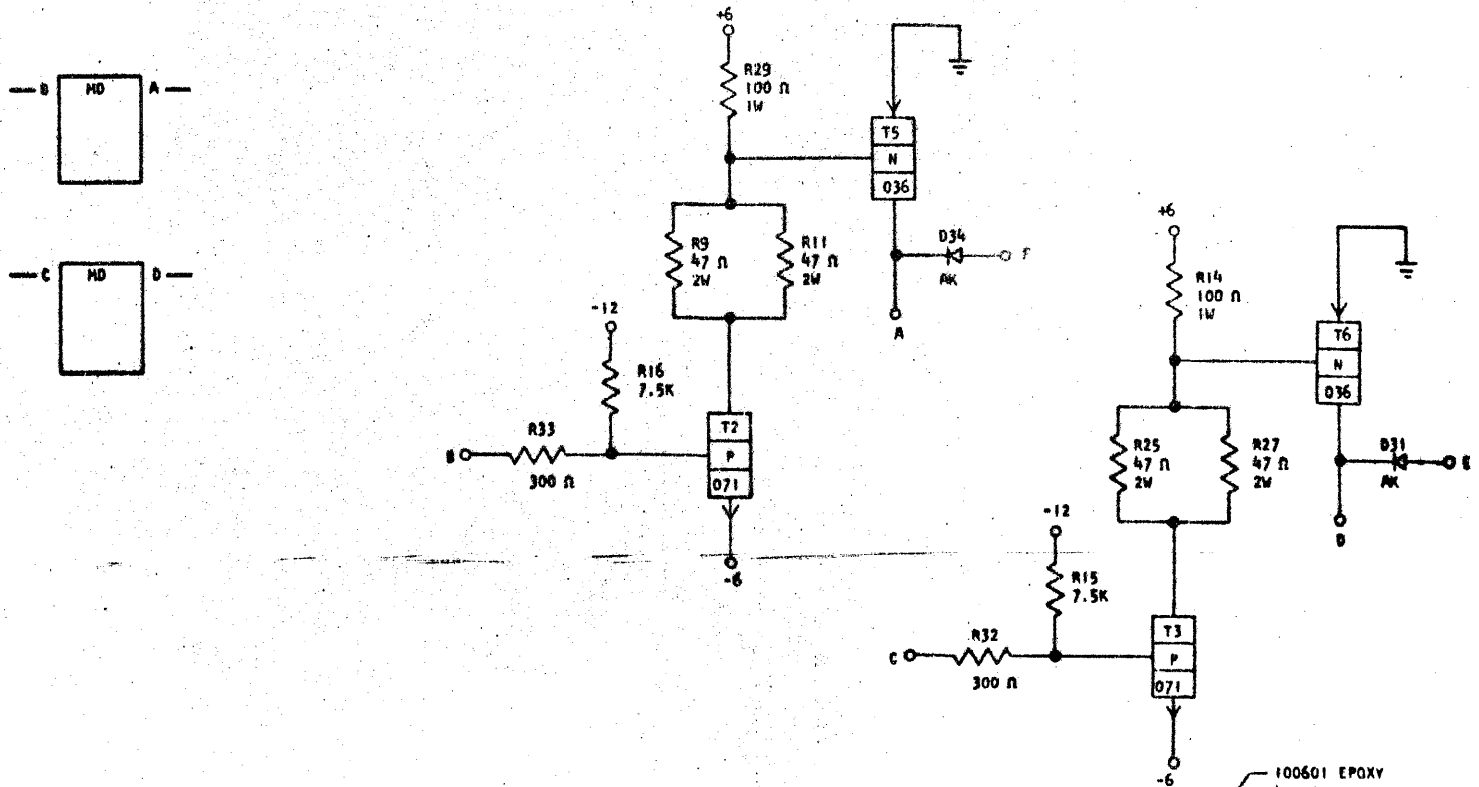 B MD A
C MD D
+6
R29
100 Ω
1W
T5
N
036
R9
47 Ω
2W
R11
47 Ω
2W
D34
AK
F
A
-12
R16
7.5K
R33
300 Ω
B
T2
P
071
-6
+6
R14
100 Ω
1W
T6
N
036
R25
47 Ω
2W
R27
47 Ω
2W
D31
AK
E
D
-12
R15
7.5K
R32
300 Ω
C
T3
P
071
-6
100601 EPOXY